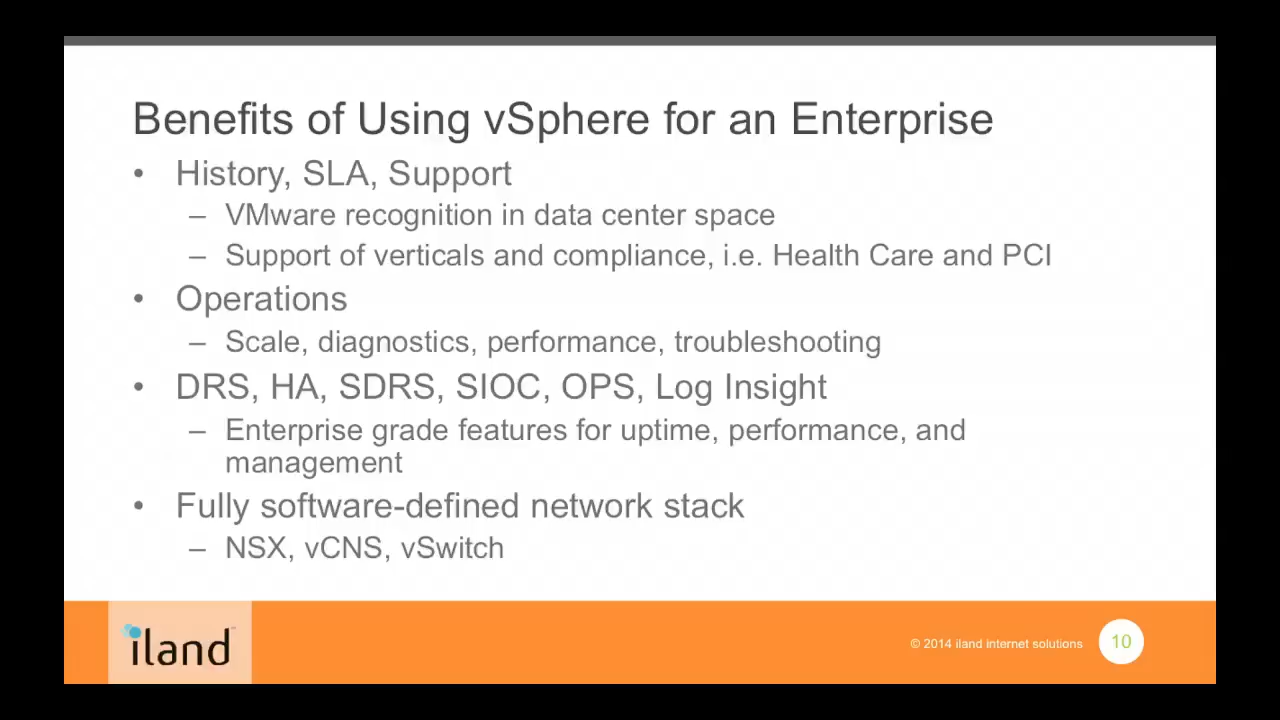 Benefits of Using vSphere for an Enterprise
• History, SLA, Support
– VMware recognition in data center space
– Support of verticals and compliance, i.e. Health Care and PCI
• Operations
– Scale, diagnostics, performance, troubleshooting
• DRS, HA, SDRS, SIOC, OPS, Log Insight
– Enterprise grade features for uptime, performance, and
management
• Fully software-defined network stack
– NSX, vCNS, vSwitch
iland
© 2014 iland internet solutions
10